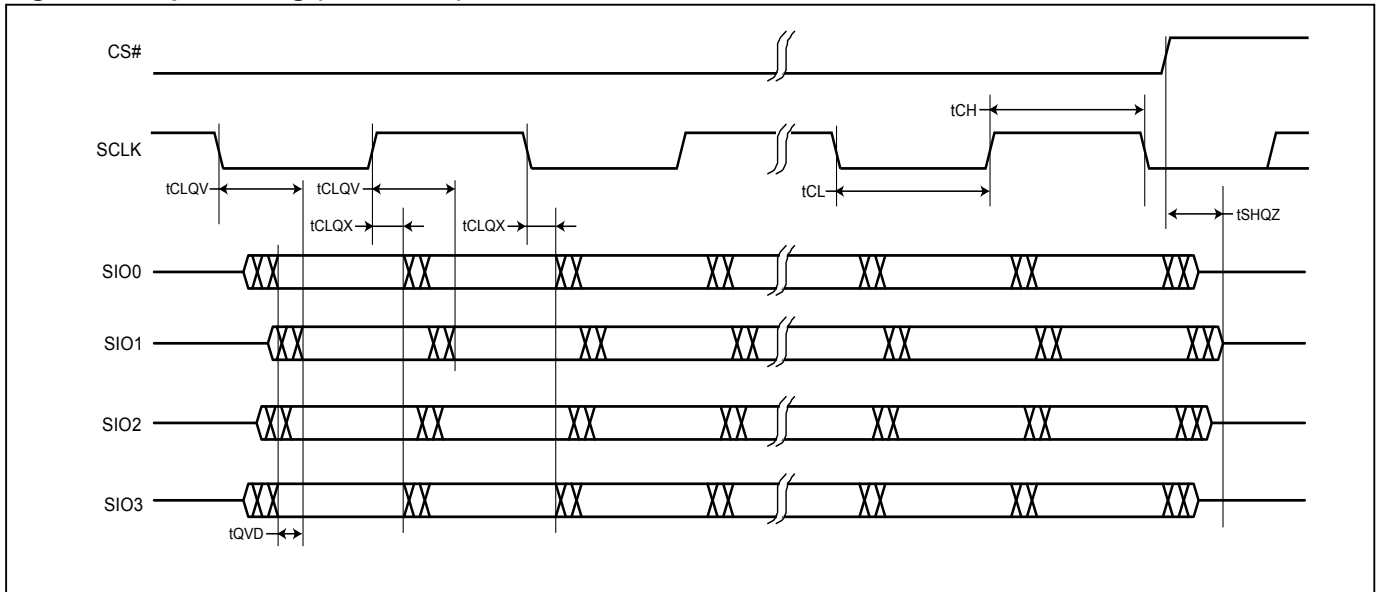 CS#
tCH
SCLK
tCLQV
tCLQV
tCL
tSHQZ
tCLQX
tCLQX
SIO0
SIO1
SIO2
SIO3
tQVD